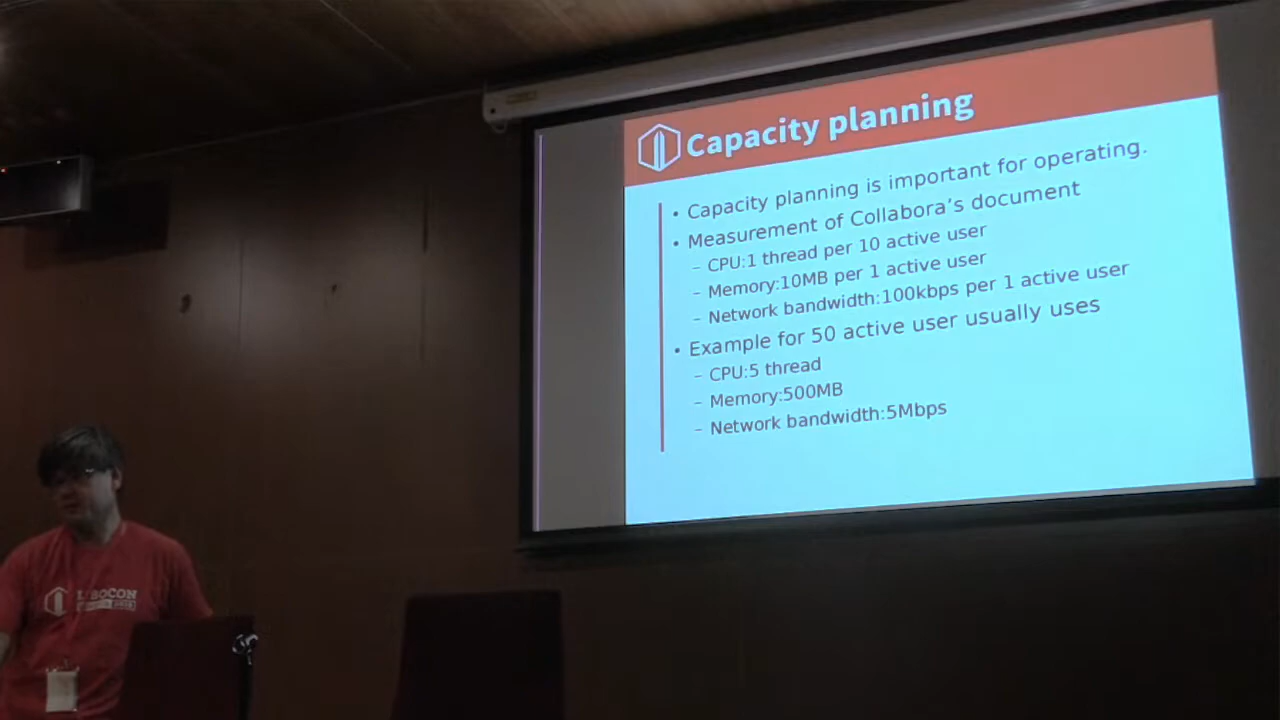 Capacity planning
• Capacity planning is important for operating.
• Measurement of Collabora's document
– CPU:1 thread per 10 active user
– Memory:10MB per 1 active user
– Network bandwidth:100kbps per 1 active user
• Example for 50 active user usually uses
– CPU:5 thread
– Memory:500MB
– Network bandwidth:5Mbps
LIBOCON